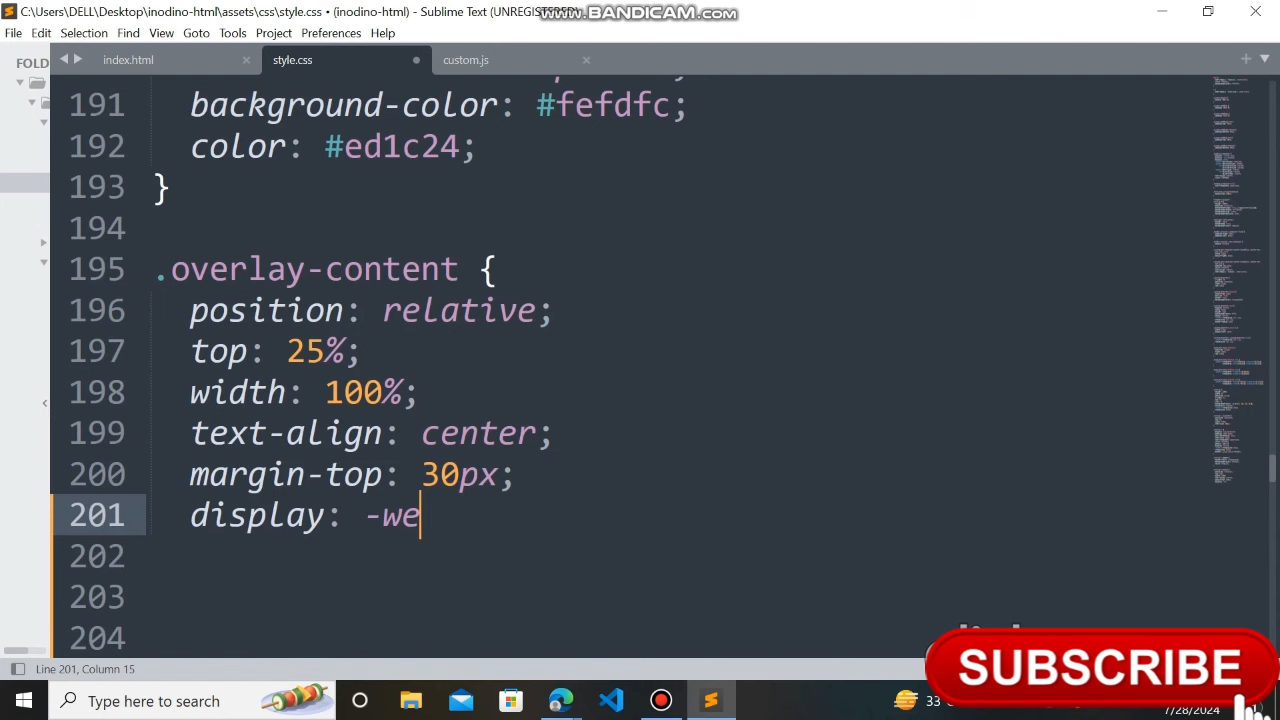 C:\Users\DELL\Desktop\inodino-html\assets\css\style.css • (inodino-html) - Sublime Text (UNREGISTERED)
www.BANDICAM.com
File Edit Selection Find View Goto Tools Project Preferences Help
FOLD
index.html
style.css
custom.js
191 background-color: #fefdfc;
192 color: #ed1c24;
193 }
194
195 .overlay-content {
196 position: relative;
197 top: 25%;
198 width: 100%;
199 text-align: center;
200 margin-top: 30px;
201 display: -we
202
203
204
Line 201, Column 15
SUBSCRIBE
Type here to search
33
7/28/2024